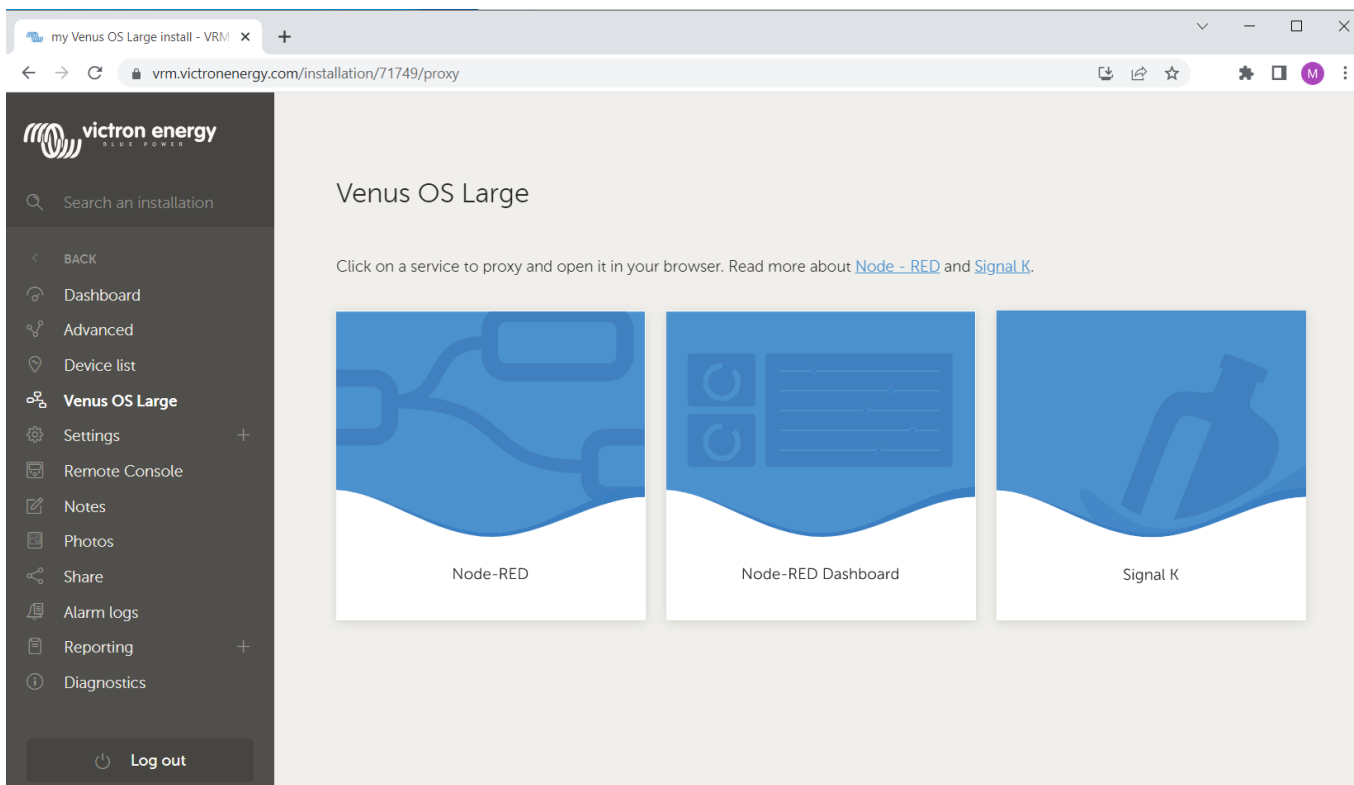 my Venus OS Large install - VRM
vrm.victronenergy.com/installation/71749/proxy
M
victron energy
BLUE POWER
Search an installation
BACK
Dashboard
Advanced
Device list
Venus OS Large
Settings
Remote Console
Notes
Photos
Share
Alarm logs
Reporting
Diagnostics
Log out
Venus OS Large
Click on a service to proxy and open it in your browser. Read more about Node - RED and Signal K.
Node-RED
Node-RED Dashboard
Signal K